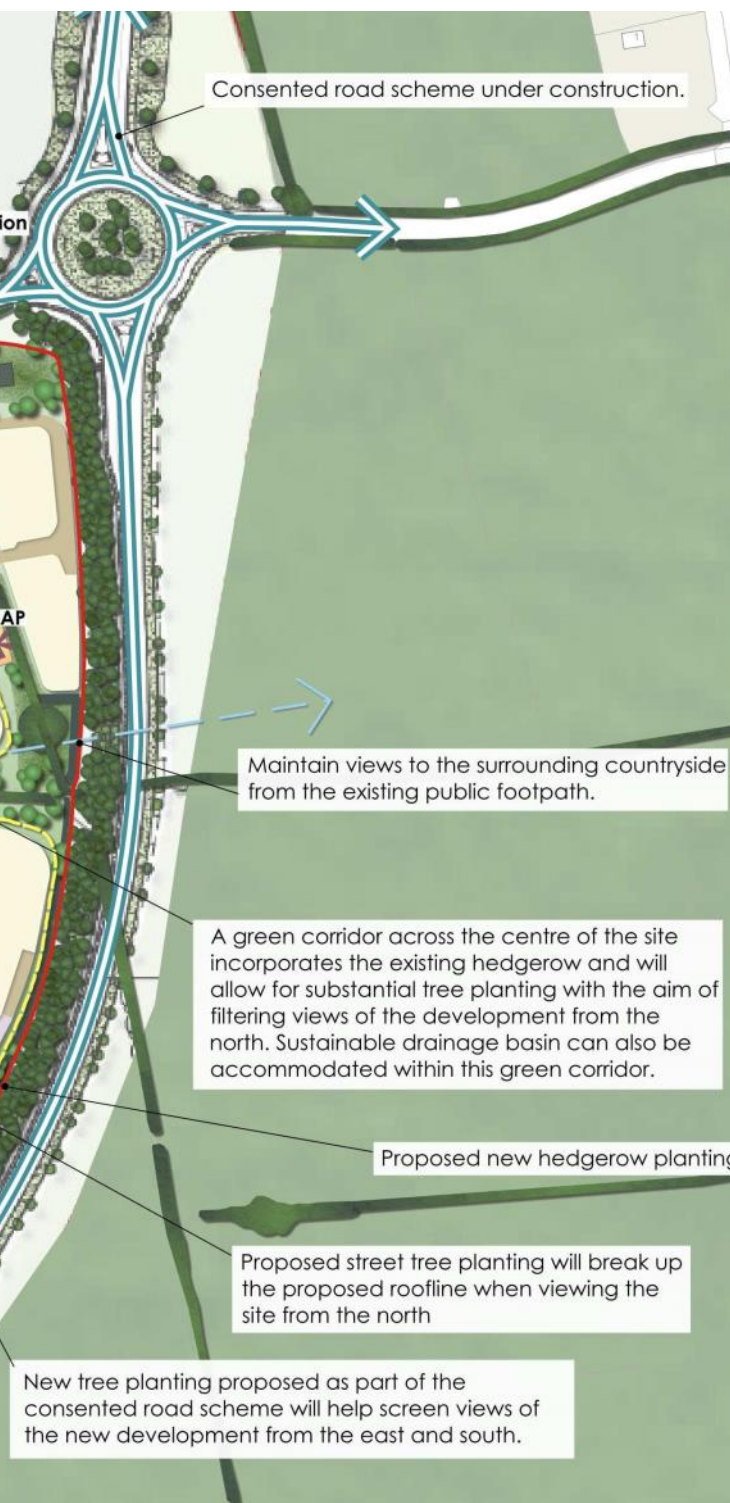 Consented road scheme under construction.
ion
AP
Maintain views to the surrounding countryside
from the existing public footpath.
A green corridor across the centre of the site
incorporates the existing hedgerow and will
allow for substantial tree planting with the aim of
filtering views of the development from the
north. Sustainable drainage basin can also be
accommodated within this green corridor.
Proposed new hedgerow planting
Proposed street tree planting will break up
the proposed roofline when viewing the
site from the north
New tree planting proposed as part of the
consented road scheme will help screen views of
the new development from the east and south.